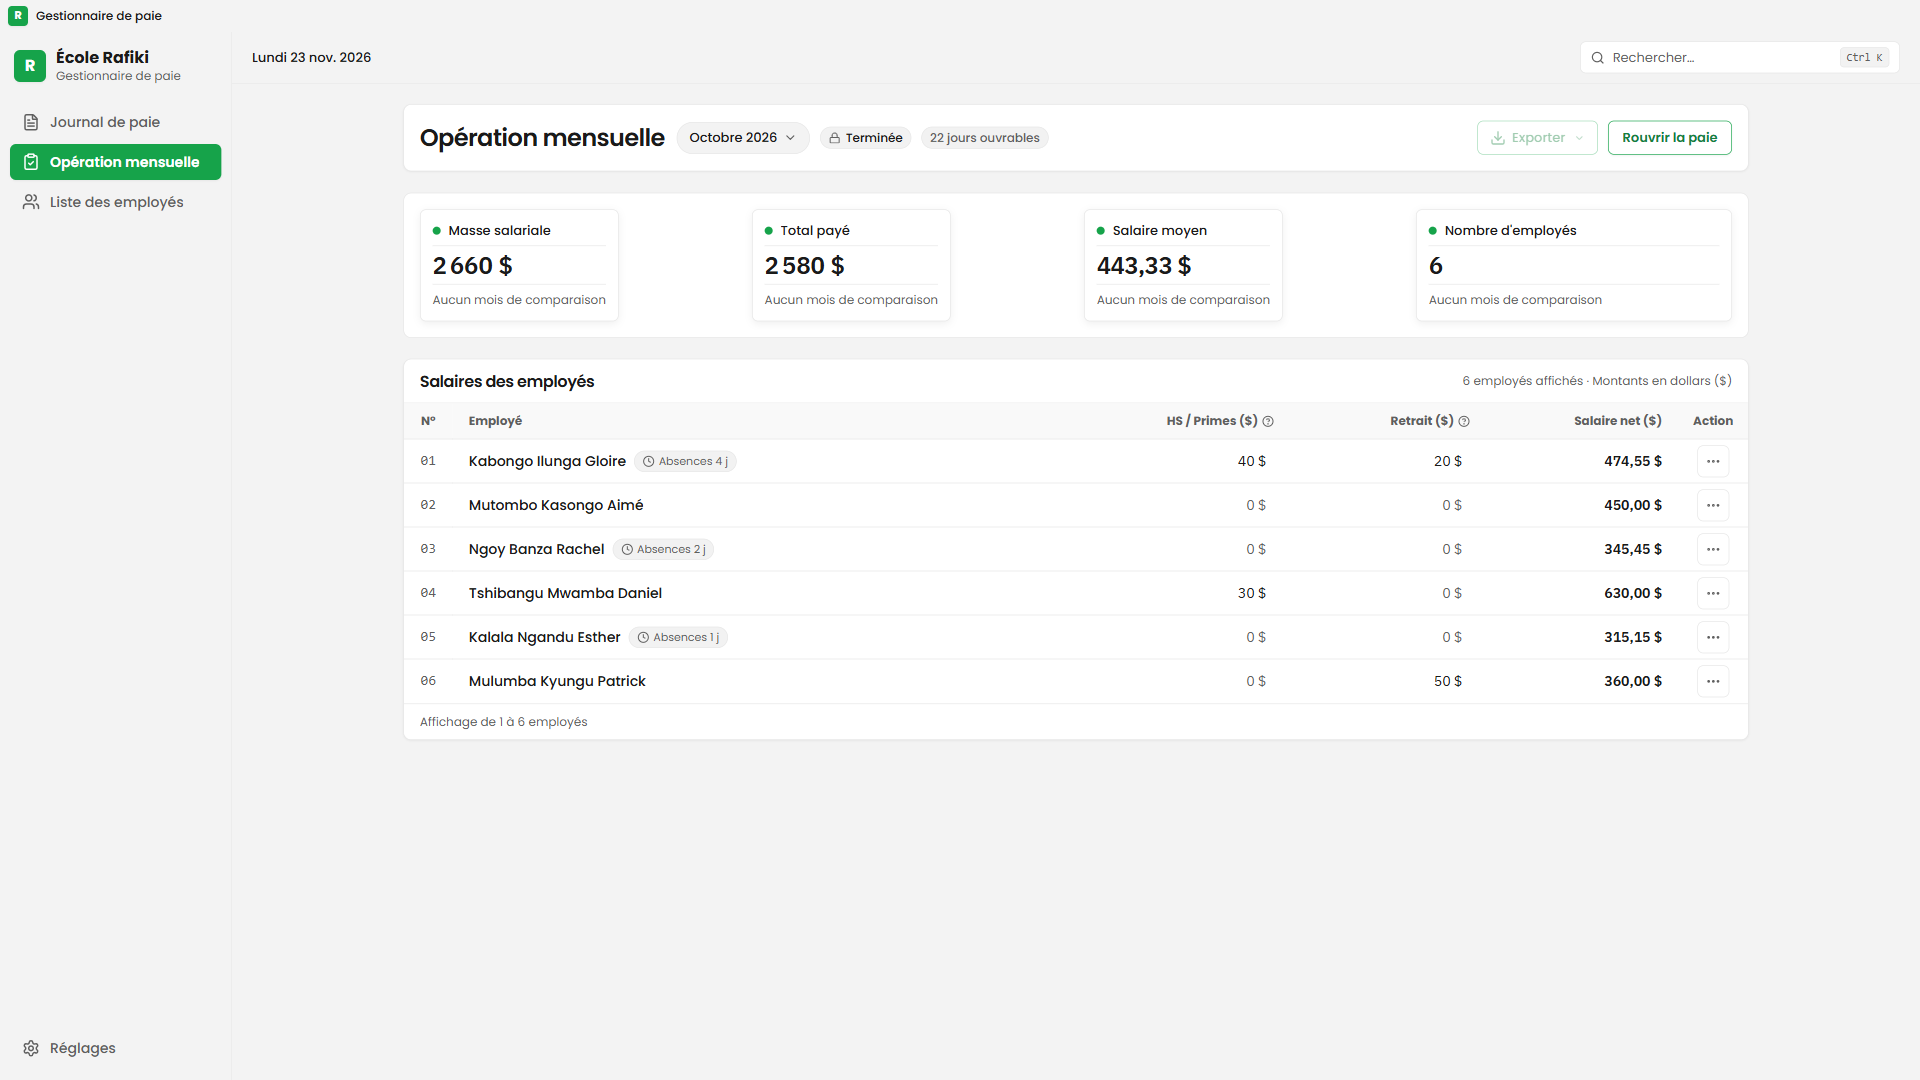 R Gestionnaire de paie
R École Rafiki
Gestionnaire de paie
Journal de paie
Opération mensuelle
Liste des employés
Réglages
Lundi 23 nov. 2026
Rechercher... Ctrl K
Opération mensuelle Octobre 2026 Terminée 22 jours ouvrables Exporter Rouvrir la paie
Masse salariale
2 660 $
Aucun mois de comparaison
Total payé
2 580 $
Aucun mois de comparaison
Salaire moyen
443,33 $
Aucun mois de comparaison
Nombre d'employés
6
Aucun mois de comparaison
Salaires des employés 6 employés affichés · Montants en dollars ($)
N° Employé HS / Primes ($) Retrait ($) Salaire net ($) Action
01 Kabongo Ilunga Gloire Absences 4 j 40 $ 20 $ 474,55 $
02 Mutombo Kasongo Aimé 0 $ 0 $ 450,00 $
03 Ngoy Banza Rachel Absences 2 j 0 $ 0 $ 345,45 $
04 Tshibangu Mwamba Daniel 30 $ 0 $ 630,00 $
05 Kalala Ngandu Esther Absences 1 j 0 $ 0 $ 315,15 $
06 Mulumba Kyungu Patrick 0 $ 50 $ 360,00 $
Affichage de 1 à 6 employés